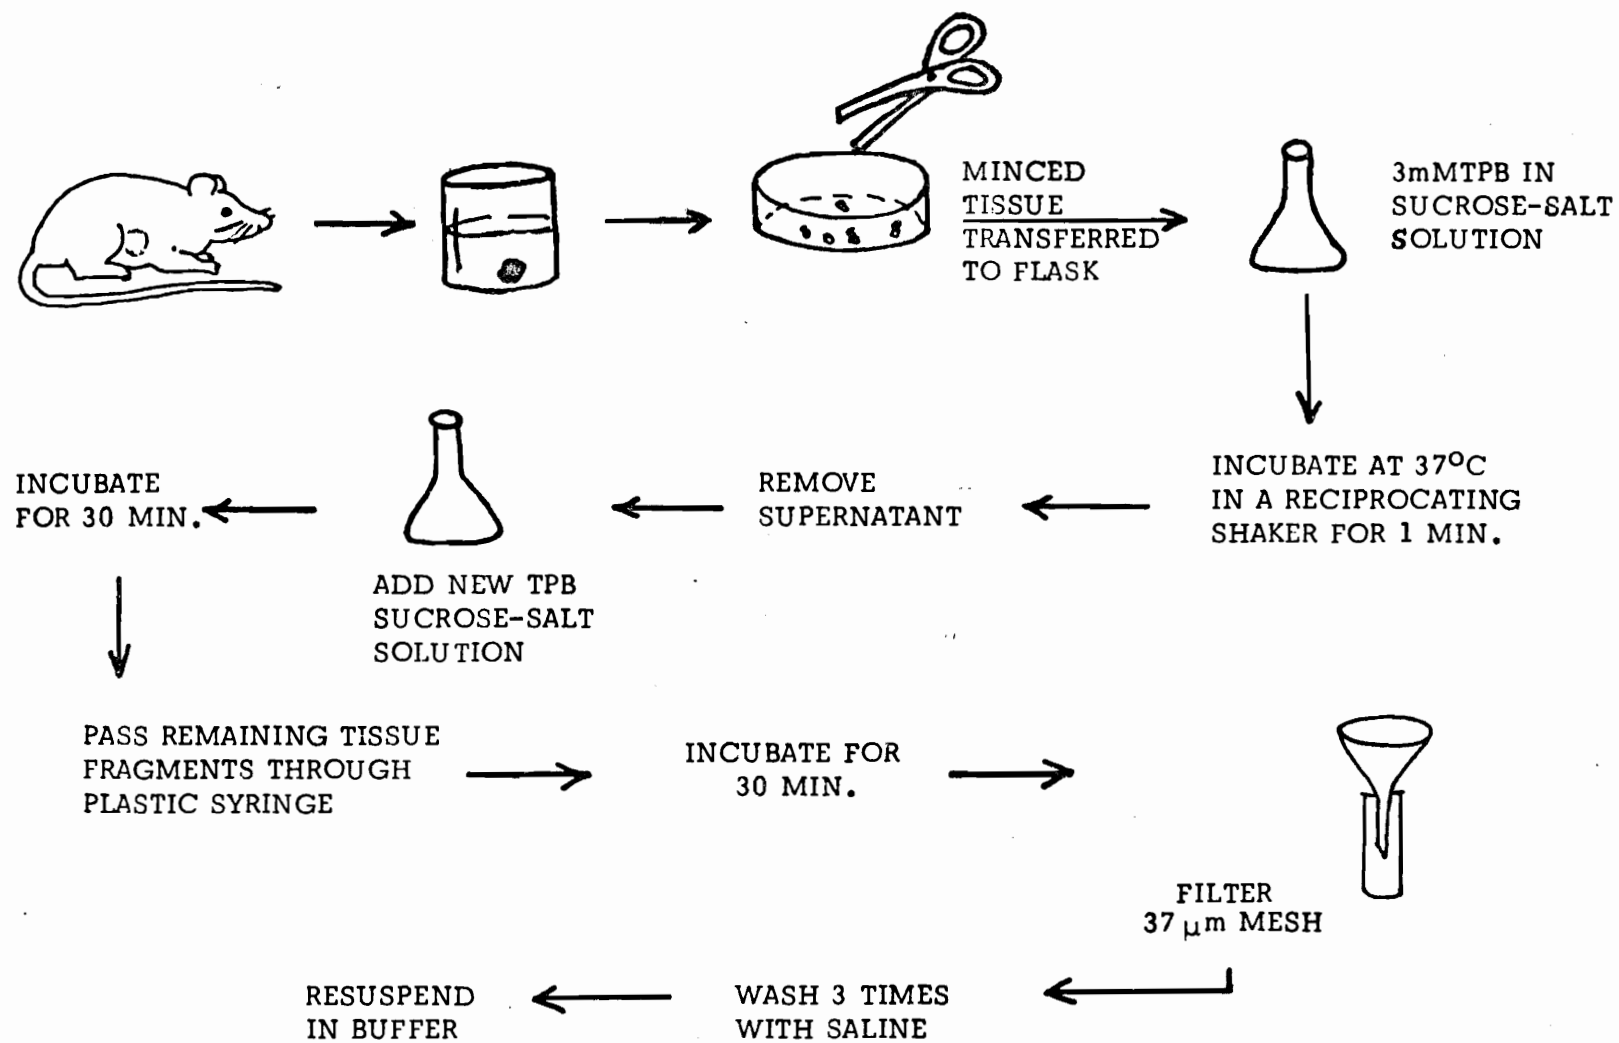 MINCED
TISSUE
TRANSFERRED
TO FLASK
3mMTPB IN
SUCROSE-SALT
SOLUTION
INCUBATE AT 37°C
IN A RECIPROCATING
SHAKER FOR 1 MIN.
REMOVE
SUPERNATANT
ADD NEW TPB
SUCROSE-SALT
SOLUTION
INCUBATE
FOR 30 MIN.
PASS REMAINING TISSUE
FRAGMENTS THROUGH
PLASTIC SYRINGE
INCUBATE FOR
30 MIN.
FILTER
37 μm MESH
WASH 3 TIMES
WITH SALINE
RESUSPEND
IN BUFFER